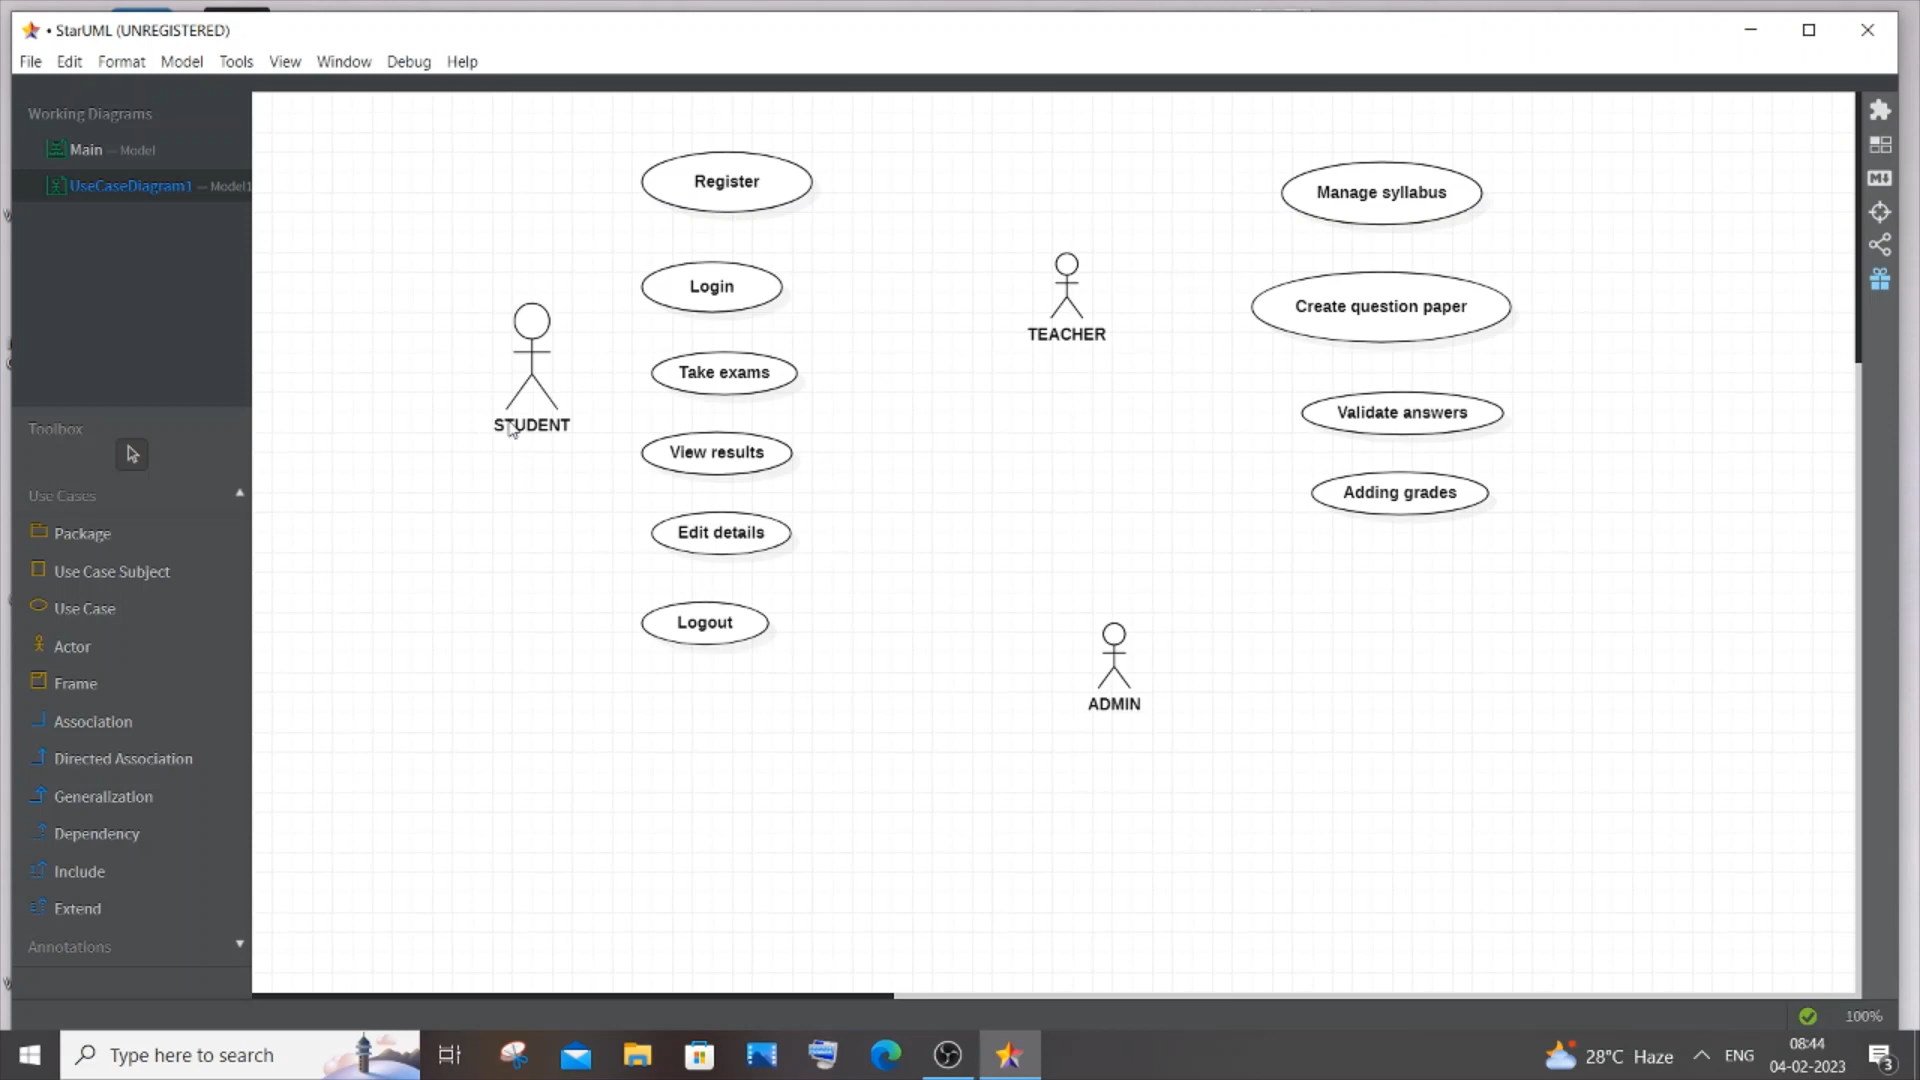 • StarUML (UNREGISTERED)
File Edit Format Model Tools View Window Debug Help
Working Diagrams
Main — Model
UseCaseDiagram1 — Model1
Toolbox
Use Cases
Package
Use Case Subject
Use Case
Actor
Frame
Association
Directed Association
Generalization
Dependency
Include
Extend
Annotations
Register
Login
Take exams
View results
Edit details
Logout
STUDENT
TEACHER
ADMIN
Manage syllabus
Create question paper
Validate answers
Adding grades
100%
Type here to search
28°C Haze
ENG
08:44
04-02-2023
3